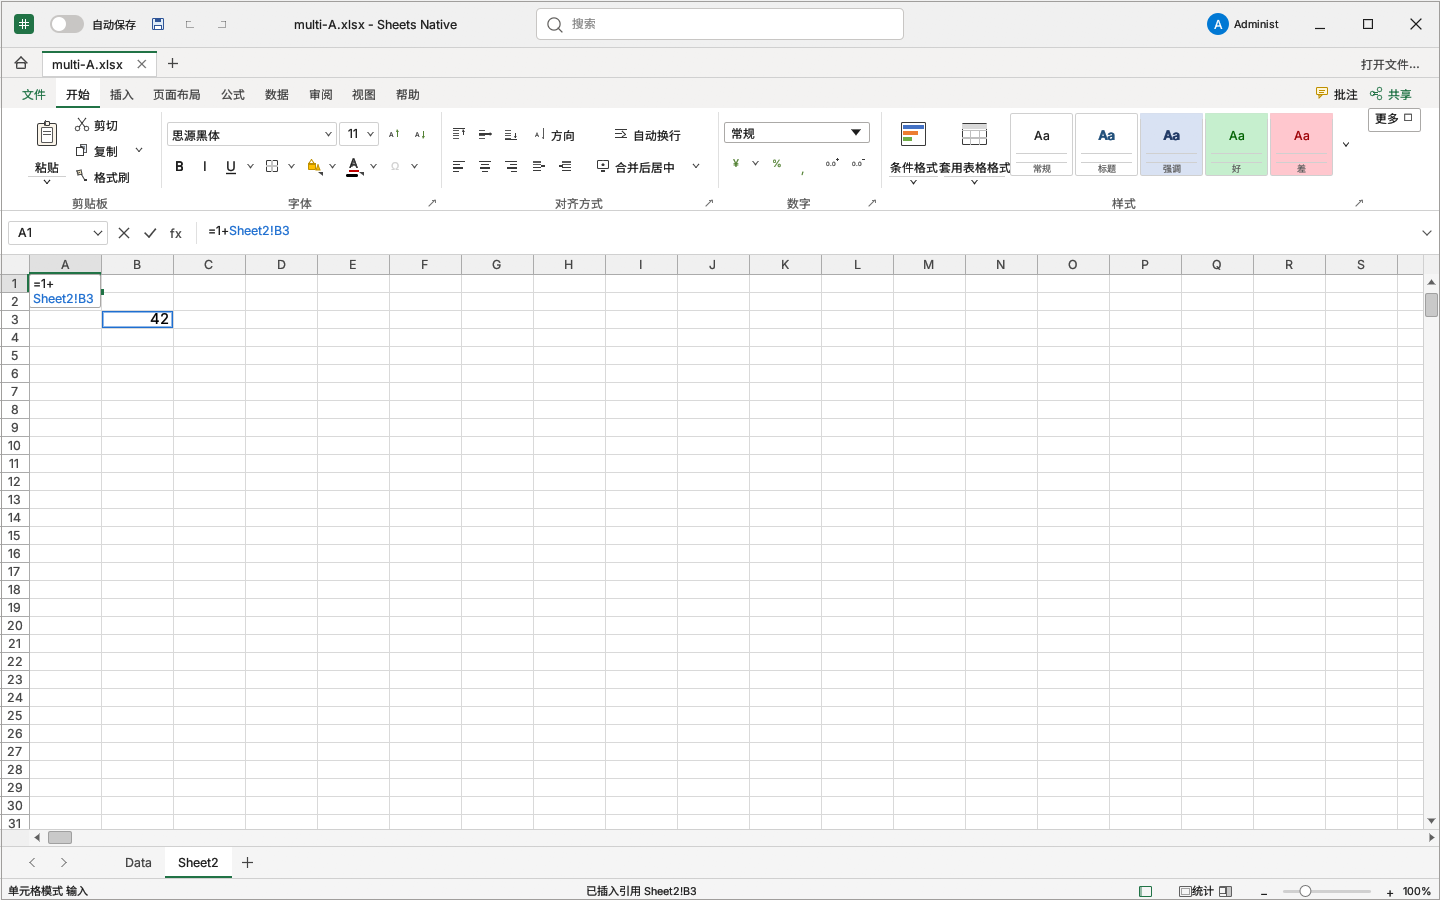 自动保存
multi-A.xlsx - Sheets Native
搜索
A
Administ
multi-A.xlsx
打开文件...
文件 开始 插入 页面布局 公式 数据 审阅 视图 帮助
批注 共享
粘贴
剪切
复制
格式刷
剪贴板
思源黑体 11
B I U A
字体
方向 自动换行
合并后居中
对齐方式
常规
¥ % ,
数字
条件格式
套用表格格式
Aa 常规
Aa 标题
Aa 强调
Aa 好
Aa 差
样式
更多
A1 fx =1+Sheet2!B3
A B C D E F G H I J K L M N O P Q R S
1 =1+
2 Sheet2!B3
3 42
4
5
6
7
8
9
10
11
12
13
14
15
16
17
18
19
20
21
22
23
24
25
26
27
28
29
30
31
Data Sheet2
单元格模式 输入
已插入引用 Sheet2!B3
统计
100%